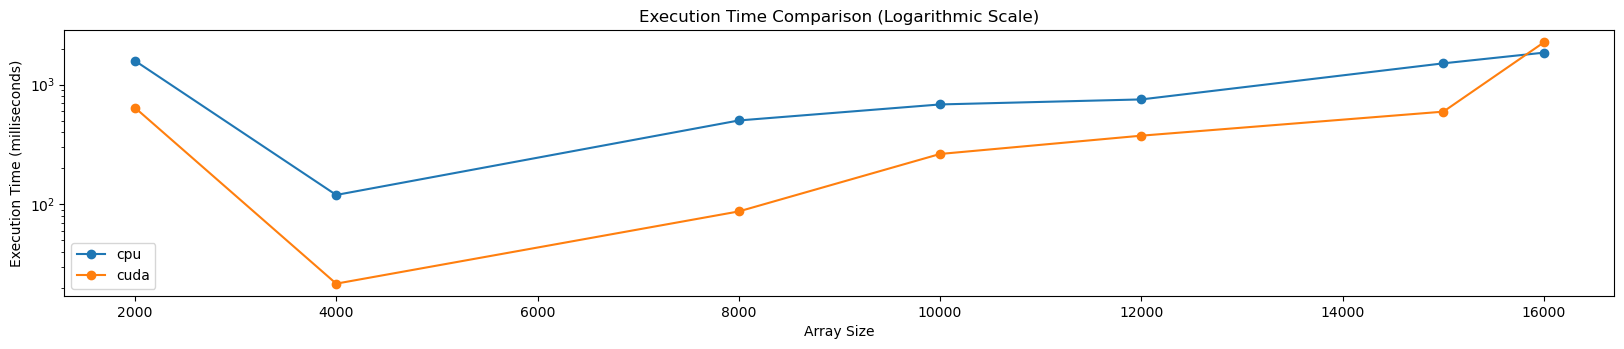 Execution Time Comparison (Logarithmic Scale)
Execution Time (milliseconds)
10³
10²
cpu
cuda
2000 4000 6000 8000 10000 12000 14000 16000
Array Size